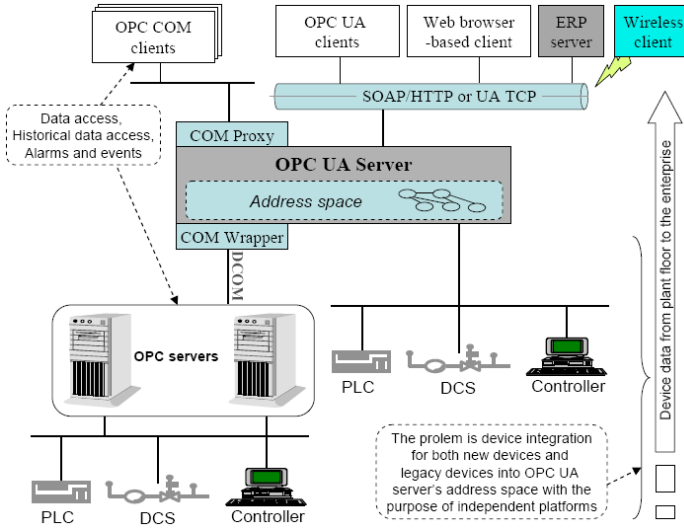 OPC COM
clients
OPC UA
clients
Web browser
-based client
ERP
server
Wireless
client
SOAP/HTTP or UA TCP
Data access,
Historical data access,
Alarms and events
COM Proxy
OPC UA Server
Address space
COM Wrapper
DCOM
OPC servers
PLC
DCS
Controller
PLC
DCS
Controller
The prolem is device integration
for both new devices and
legacy devices into OPC UA
server's address space with the
purpose of independent platforms
Device data from plant floor to the enterprise